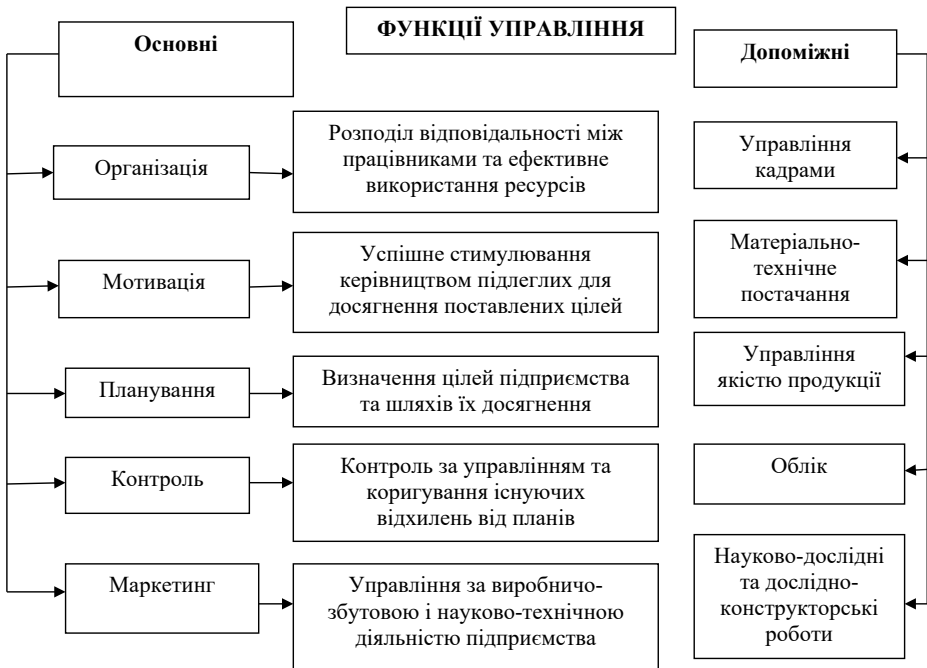 ФУНКЦІЇ УПРАВЛІННЯ
Основні
Допоміжні
Організація
Розподіл відповідальності між
працівниками та ефективне
використання ресурсів
Мотивація
Успішне стимулювання
керівництвом підлеглих для
досягнення поставлених цілей
Планування
Визначення цілей підприємства
та шляхів їх досягнення
Контроль
Контроль за управлінням та
коригування існуючих
відхилень від планів
Маркетинг
Управління за виробничо-
збутовою і науково-технічною
діяльністю підприємства
Управління
кадрами
Матеріально-
технічне
постачання
Управління
якістю продукції
Облік
Науково-дослідні
та дослідно-
конструкторські
роботи